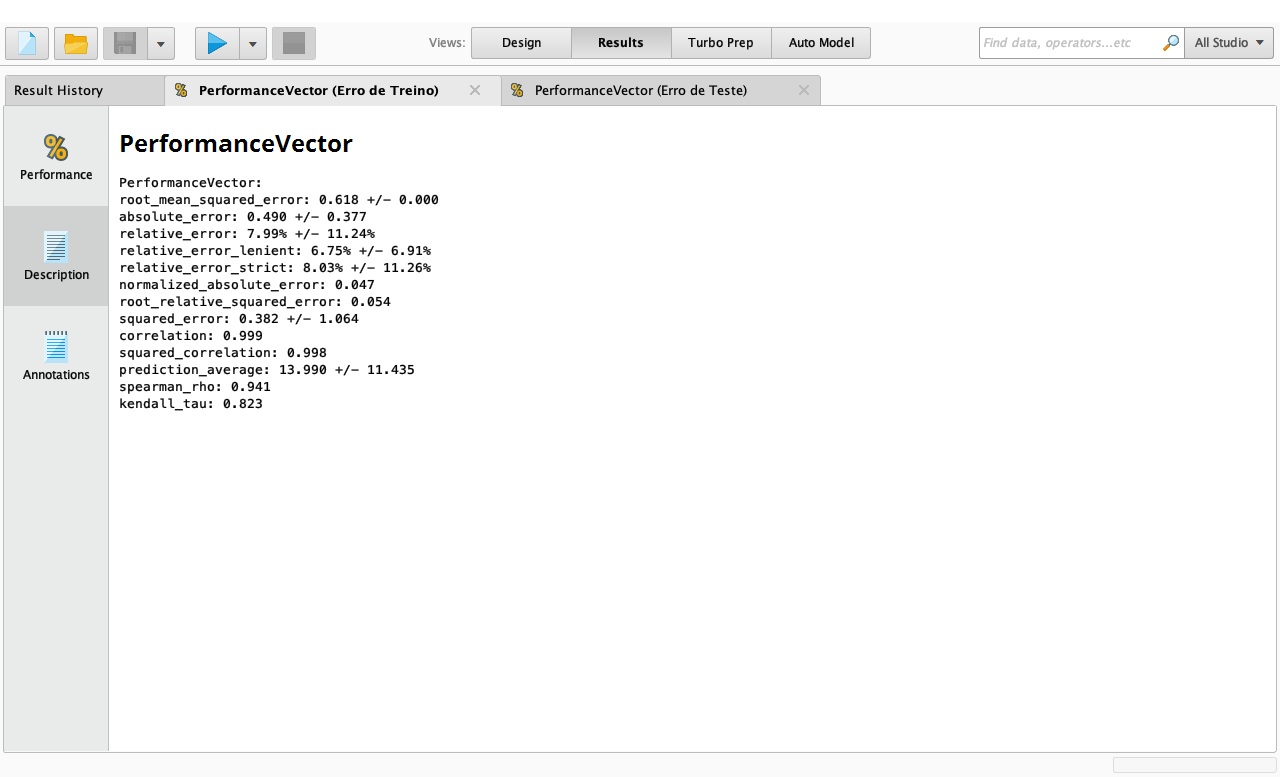 Views:
Design
Results
Turbo Prep
Auto Model
Find data, operators...etc
All Studio
Result History
% PerformanceVector (Erro de Treino)
% PerformanceVector (Erro de Teste)
%
Performance
Description
Annotations
PerformanceVector
PerformanceVector:
root_mean_squared_error: 0.618 +/- 0.000
absolute_error: 0.490 +/- 0.377
relative_error: 7.99% +/- 11.24%
relative_error_lenient: 6.75% +/- 6.91%
relative_error_strict: 8.03% +/- 11.26%
normalized_absolute_error: 0.047
root_relative_squared_error: 0.054
squared_error: 0.382 +/- 1.064
correlation: 0.999
squared_correlation: 0.998
prediction_average: 13.990 +/- 11.435
spearman_rho: 0.941
kendall_tau: 0.823